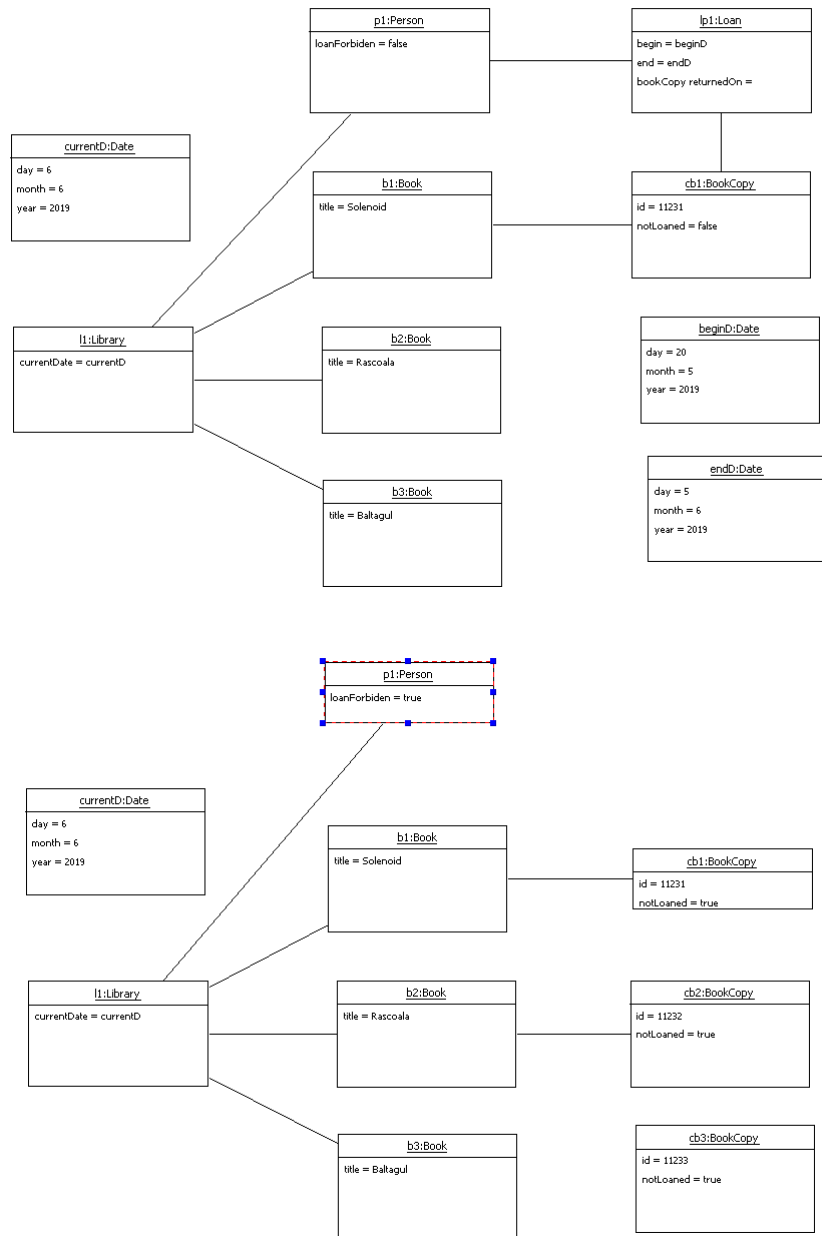 p1:Person
loanForbiden = false
lp1:Loan
begin = beginD
end = endD
bookCopy returnedOn =
currentD:Date
day = 6
month = 6
year = 2019
b1:Book
title = Solenoid
cb1:BookCopy
id = 11231
notLoaned = false
l1:Library
currentDate = currentD
b2:Book
title = Rascoala
beginD:Date
day = 20
month = 5
year = 2019
b3:Book
title = Baltagul
endD:Date
day = 5
month = 6
year = 2019
p1:Person
loanForbiden = true
currentD:Date
day = 6
month = 6
year = 2019
b1:Book
title = Solenoid
cb1:BookCopy
id = 11231
notLoaned = true
l1:Library
currentDate = currentD
b2:Book
title = Rascoala
cb2:BookCopy
id = 11232
notLoaned = true
b3:Book
title = Baltagul
cb3:BookCopy
id = 11233
notLoaned = true